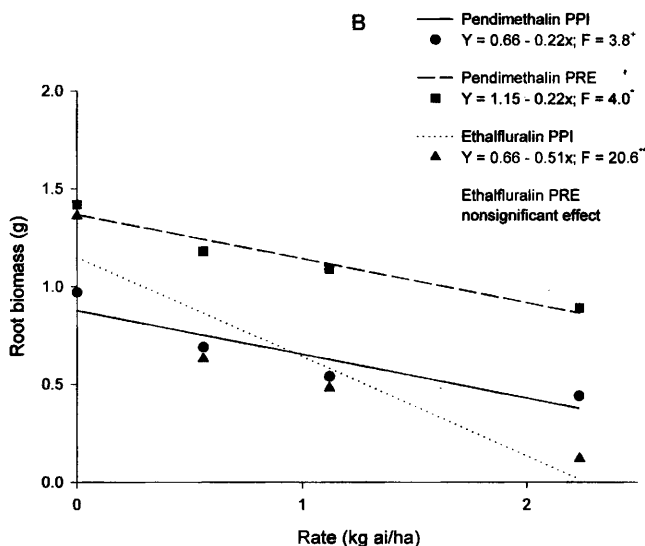 B
Pendimethalin PPI
Y = 0.66 - 0.22x; F = 3.8⁺
Pendimethalin PRE
Y = 1.15 - 0.22x; F = 4.0
Ethalfluralin PPI
Y = 0.66 - 0.51x; F = 20.6**
Ethalfluralin PRE
nonsignificant effect
2.0
1.5
1.0
0.5
0.0
Root biomass (g)
0
1
2
Rate (kg ai/ha)